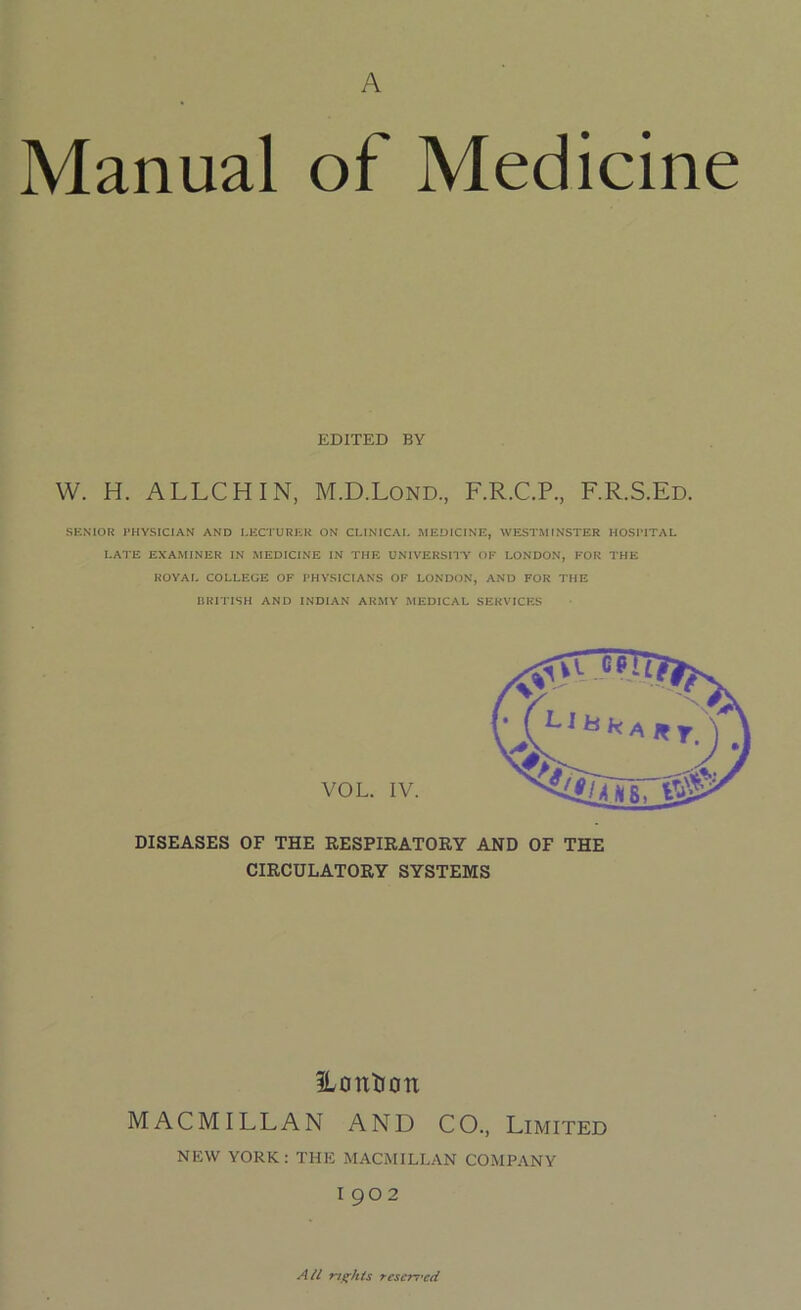 A
Manual of Medicine
EDITED BY
W. H. ALLCHIN, M.D.LOND., F.R.C.P., F.R.S.ED.
SENIOR PHYSICIAN AND LECTURER ON CLINICAL MEDICINE, WESTMINSTER HOSPITAL
LATE EXAMINER IN MEDICINE IN THE UNIVERSITY OF LONDON, FOR THE
ROYAL COLLEGE OF PHYSICIANS OF LONDON, AND FOR THE
BRITISH AND INDIAN ARMY MEDICAL SERVICES
LIBRARY.
VOL. IV.
DISEASES OF THE RESPIRATORY AND OF THE
CIRCULATORY SYSTEMS
London
MACMILLAN AND CO., LIMITED
NEW YORK: THE MACMILLAN COMPANY
1902
All rights reserved